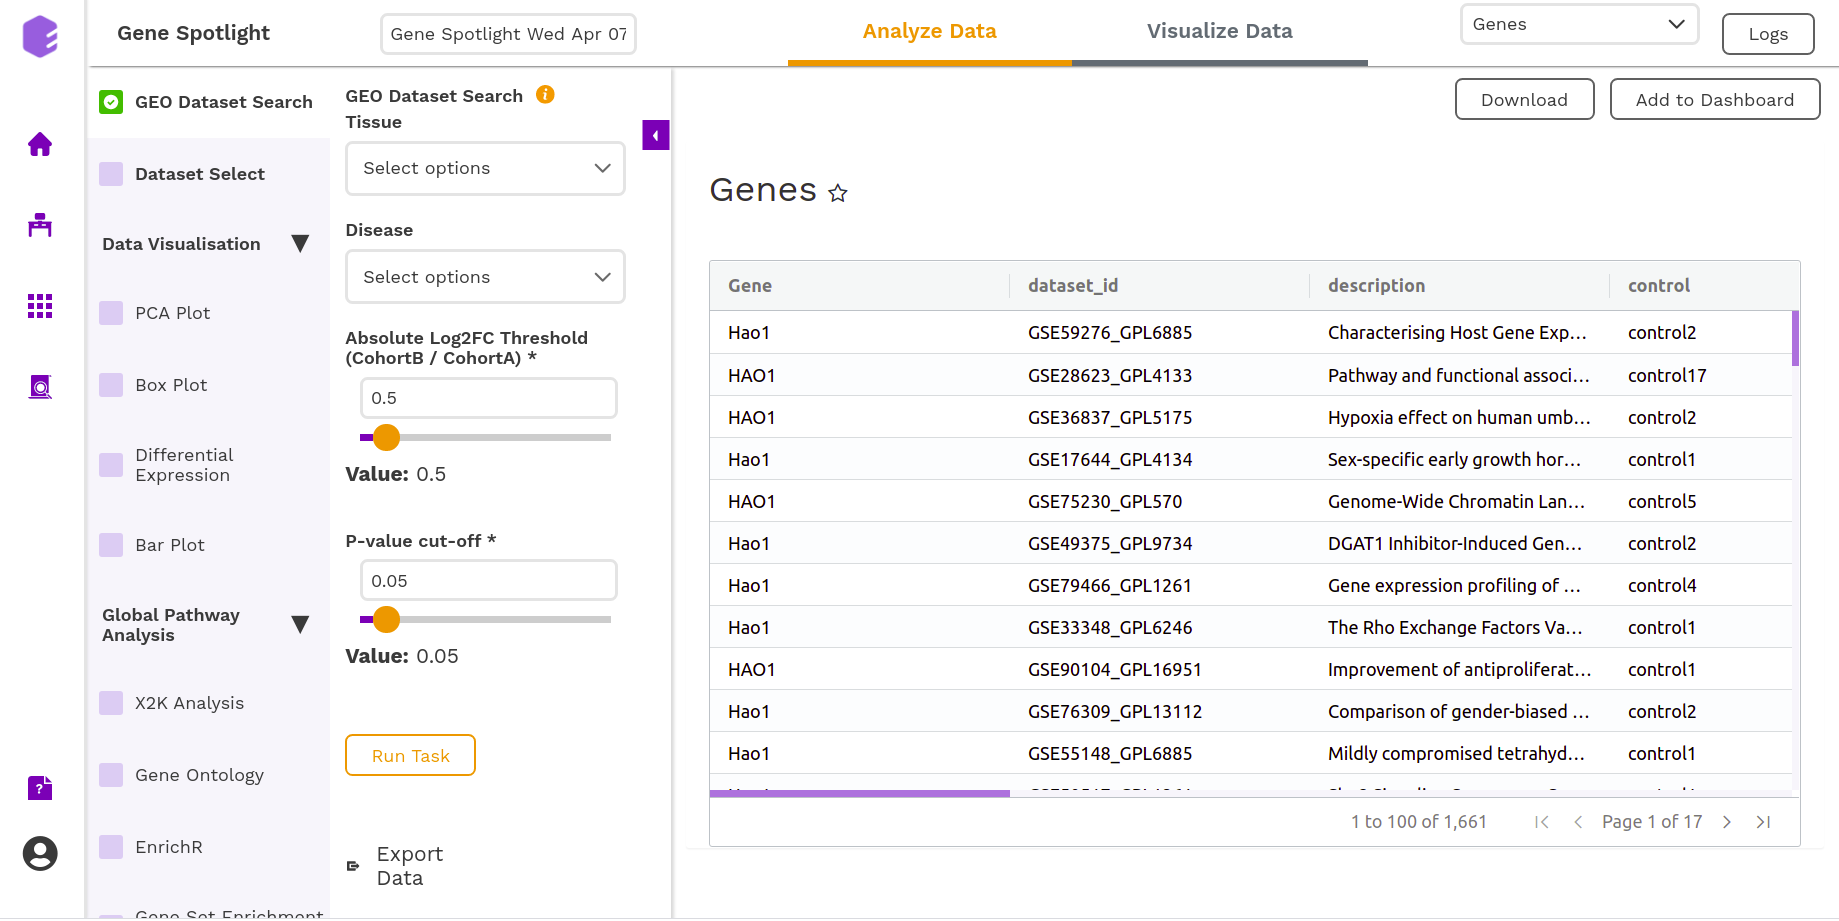 Gene Spotlight
Gene Spotlight Wed Apr 07
Analyze Data
Visualize Data
Genes
Logs
GEO Dataset Search
Dataset Select
Data Visualisation
PCA Plot
Box Plot
Differential
Expression
Bar Plot
Global Pathway
Analysis
X2K Analysis
Gene Ontology
EnrichR
Gene Set Enrichment
GEO Dataset Search
Tissue
Select options
Disease
Select options
Absolute Log2FC Threshold
(CohortB / CohortA) *
0.5
Value: 0.5
P-value cut-off *
0.05
Value: 0.05
Run Task
Export
Data
Download
Add to Dashboard
Genes
Gene dataset_id description control
Hao1 GSE59276_GPL6885 Characterising Host Gene Exp... control2
HAO1 GSE28623_GPL4133 Pathway and functional associ... control17
HAO1 GSE36837_GPL5175 Hypoxia effect on human umb... control2
Hao1 GSE17644_GPL4134 Sex-specific early growth hor... control1
HAO1 GSE75230_GPL570 Genome-Wide Chromatin Lan... control5
Hao1 GSE49375_GPL9734 DGAT1 Inhibitor-Induced Gen... control2
Hao1 GSE79466_GPL1261 Gene expression profiling of ... control4
Hao1 GSE33348_GPL6246 The Rho Exchange Factors Va... control1
HAO1 GSE90104_GPL16951 Improvement of antiproliferat... control1
Hao1 GSE76309_GPL13112 Comparison of gender-biased ... control2
Hao1 GSE55148_GPL6885 Mildly compromised tetrahyd... control1
1 to 100 of 1,661
Page 1 of 17